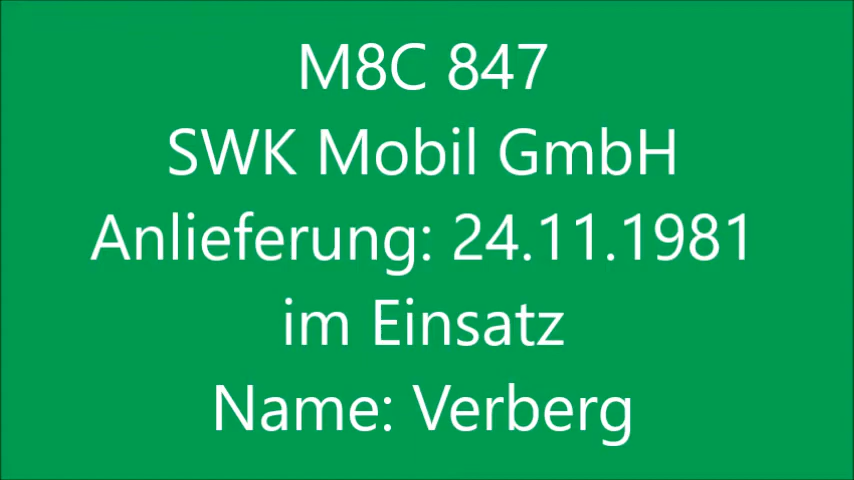 M8C 847
SWK Mobil GmbH
Anlieferung: 24.11.1981
im Einsatz
Name: Verberg